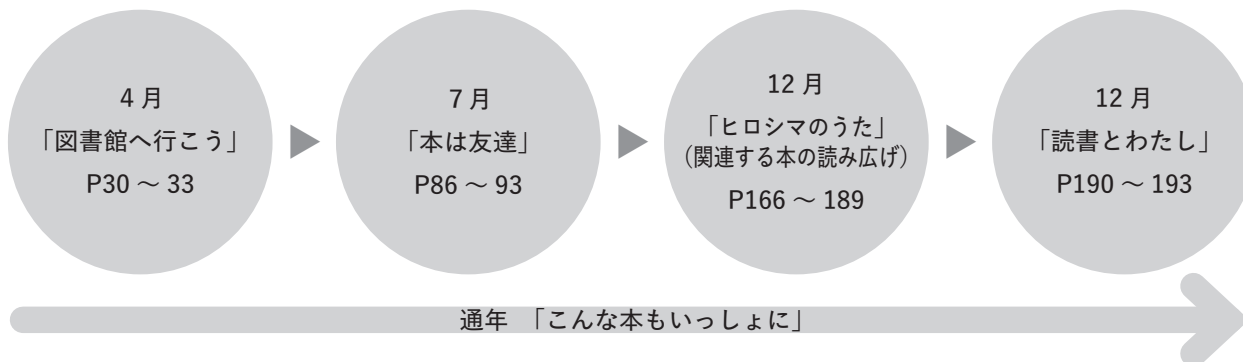 4月
「図書館へ行こう」
P30～33
7月
「本は友達」
P86～93
12月
「ヒロシマのうた」
（関連する本の読み広げ）
P166～189
12月
「読書とわたし」
P190～193
通年　「こんな本もいっしょに」